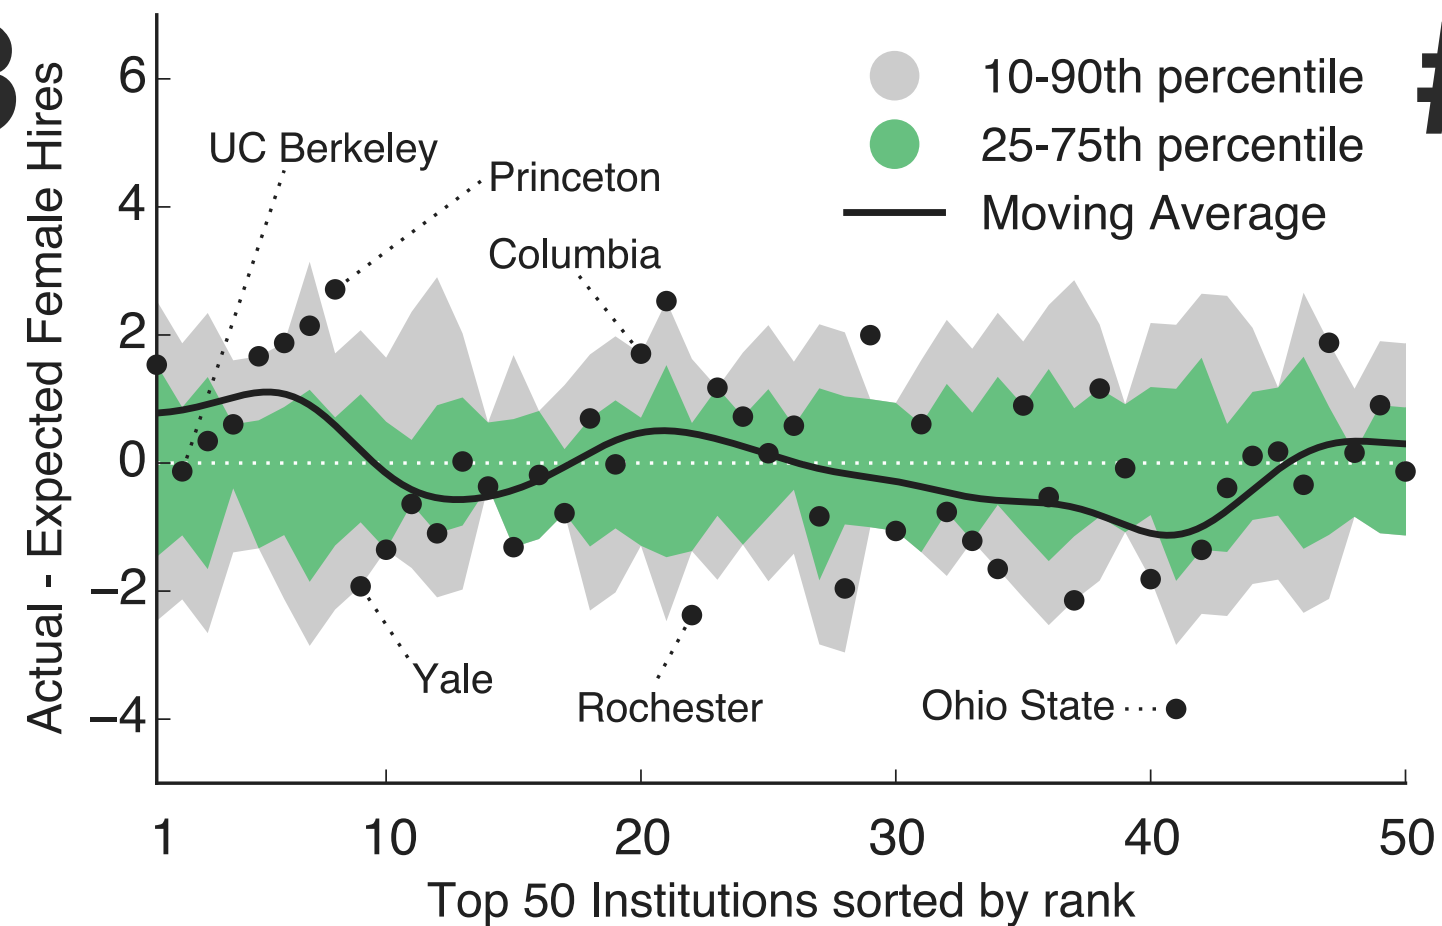 6
4
2
0
−2
−4
Actual - Expected Female Hires
UC Berkeley
Princeton
Columbia
Yale
Rochester
Ohio State
10-90th percentile
25-75th percentile
Moving Average
1 10 20 30 40 50
Top 50 Institutions sorted by rank